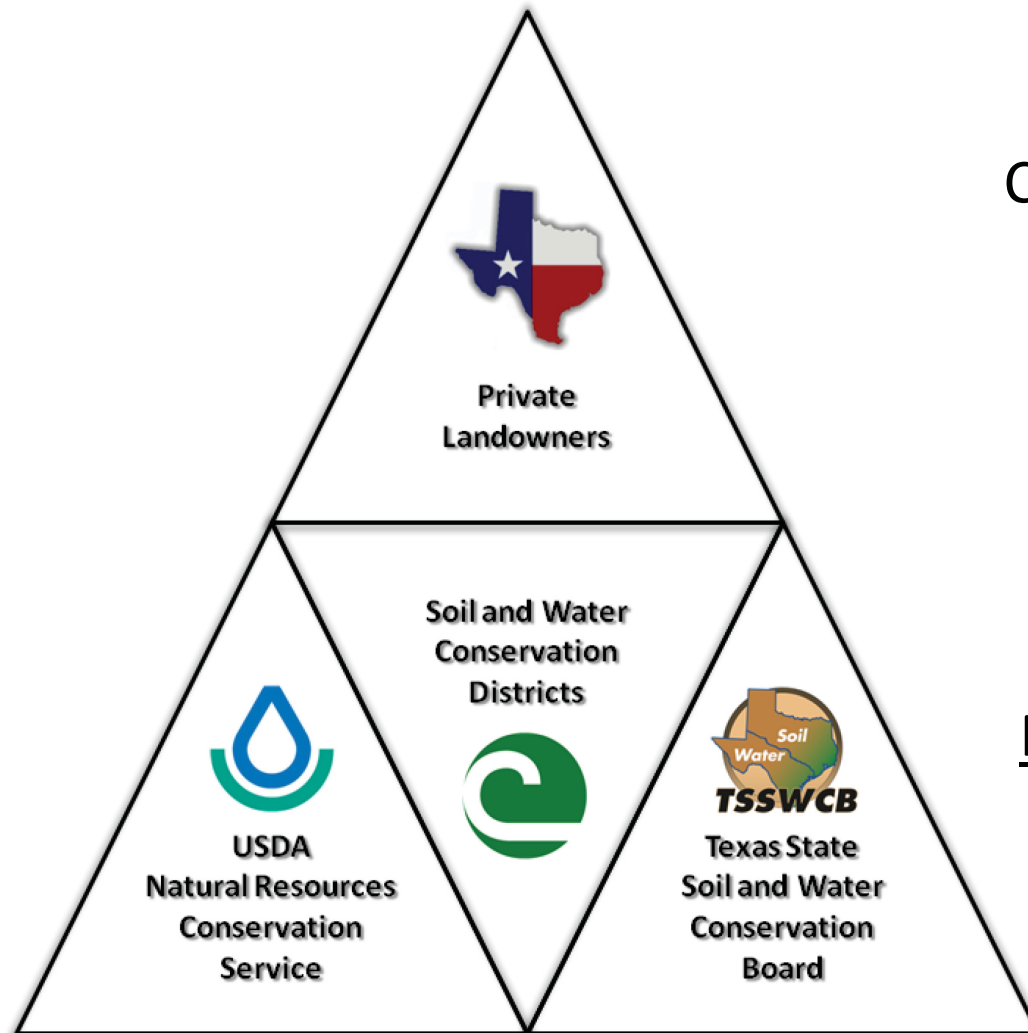 Private
Landowners
Soil and Water
Conservation
Districts
Soil
Water
TSSWCB
USDA
Natural Resources
Conservation
Service
Texas State
Soil and Water
Conservation
Board